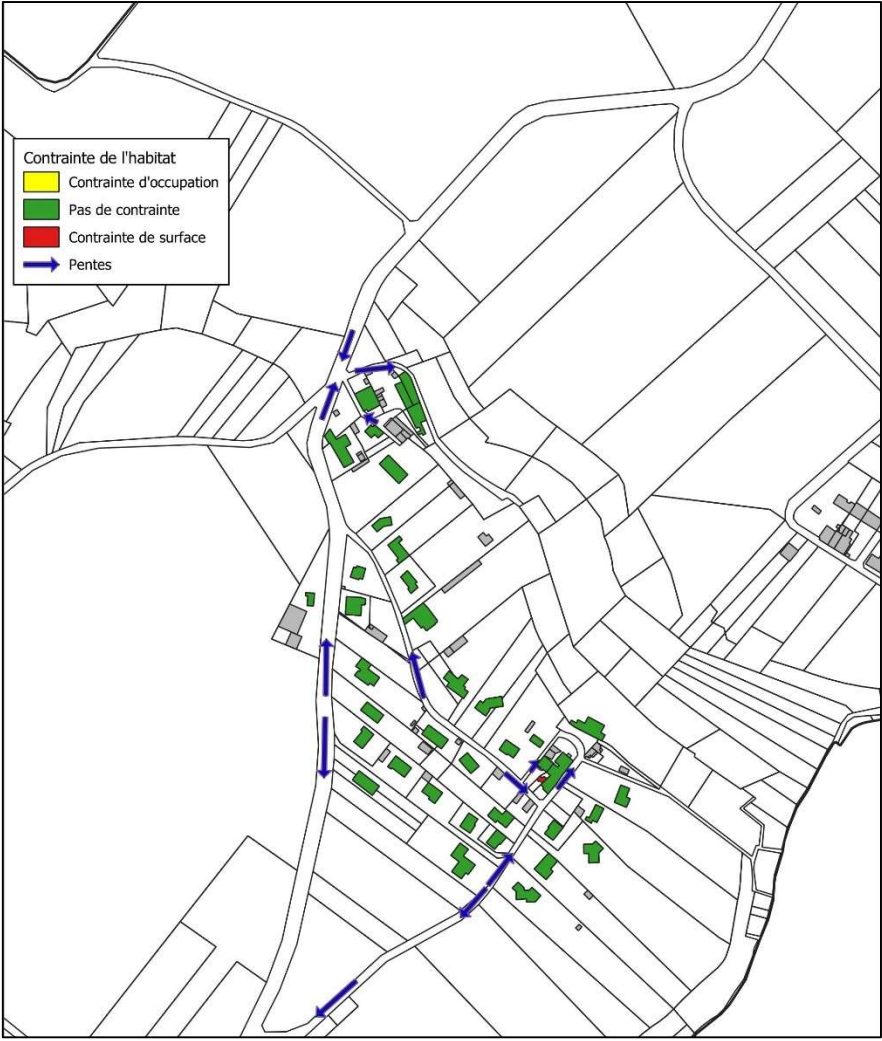 Contrainte de l'habitat
Contrainte d'occupation
Pas de contrainte
Contrainte de surface
Pentes